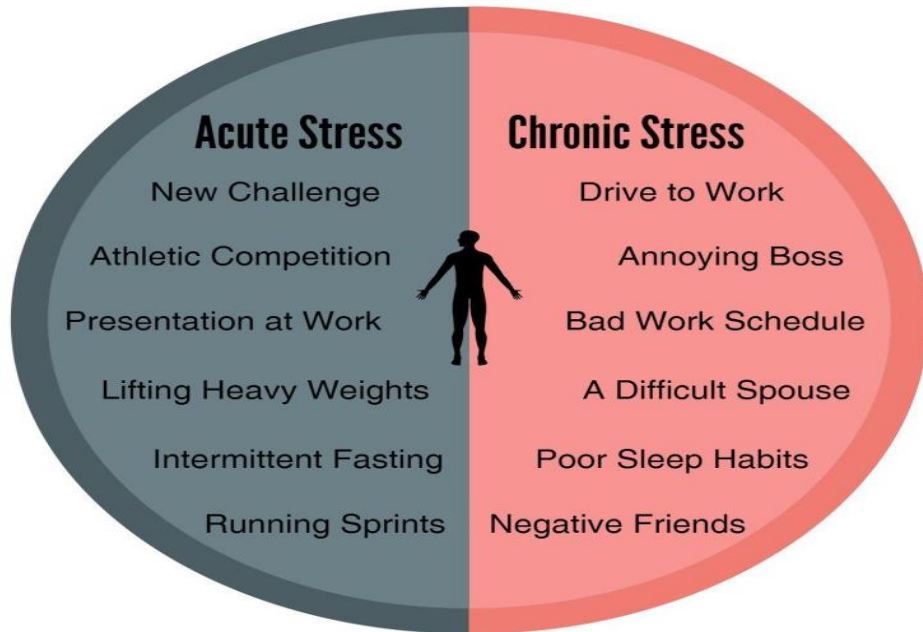 Acute Stress
New Challenge
Athletic Competition
Presentation at Work
Lifting Heavy Weights
Intermittent Fasting
Running Sprints
Chronic Stress
Drive to Work
Annoying Boss
Bad Work Schedule
A Difficult Spouse
Poor Sleep Habits
Negative Friends